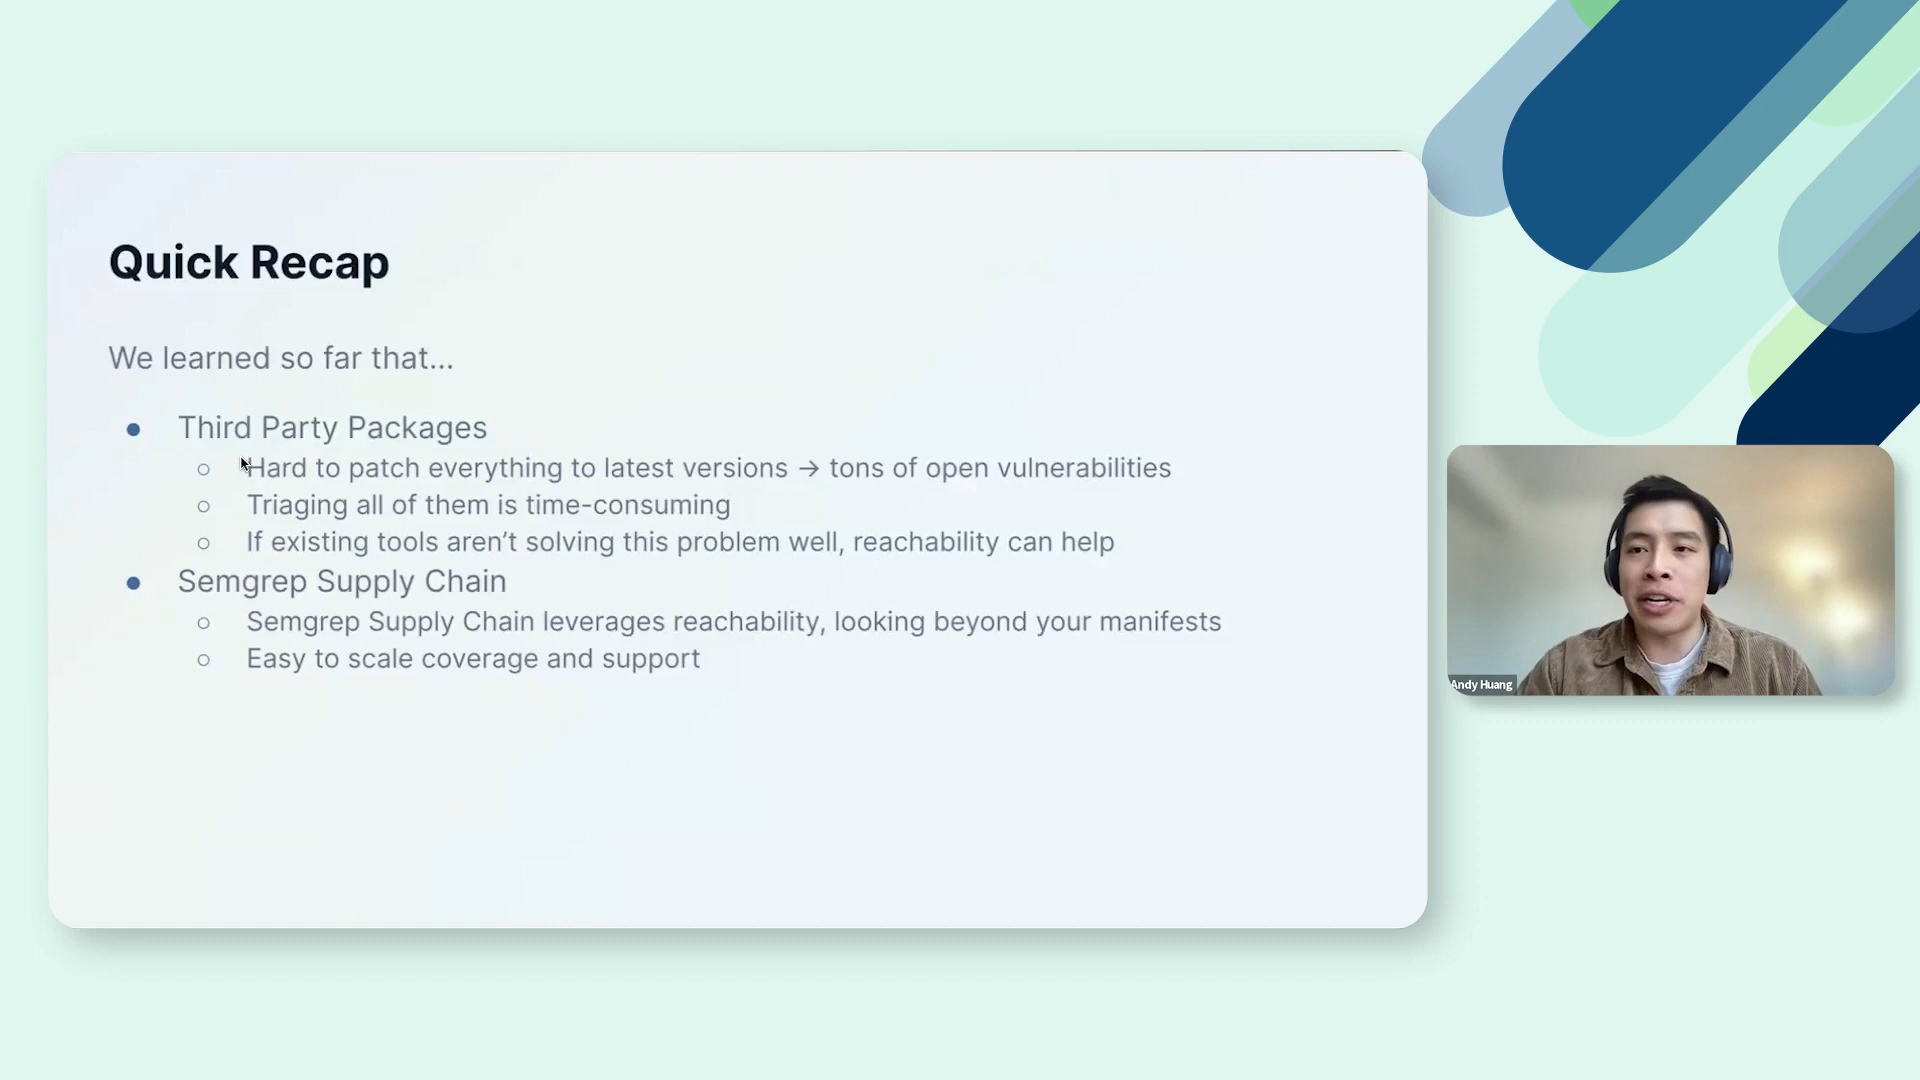 Quick Recap
We learned so far that...
Third Party Packages
Hard to patch everything to latest versions → tons of open vulnerabilities
Triaging all of them is time-consuming
If existing tools aren’t solving this problem well, reachability can help
Semgrep Supply Chain
Semgrep Supply Chain leverages reachability, looking beyond your manifests
Easy to scale coverage and support
Andy Huang